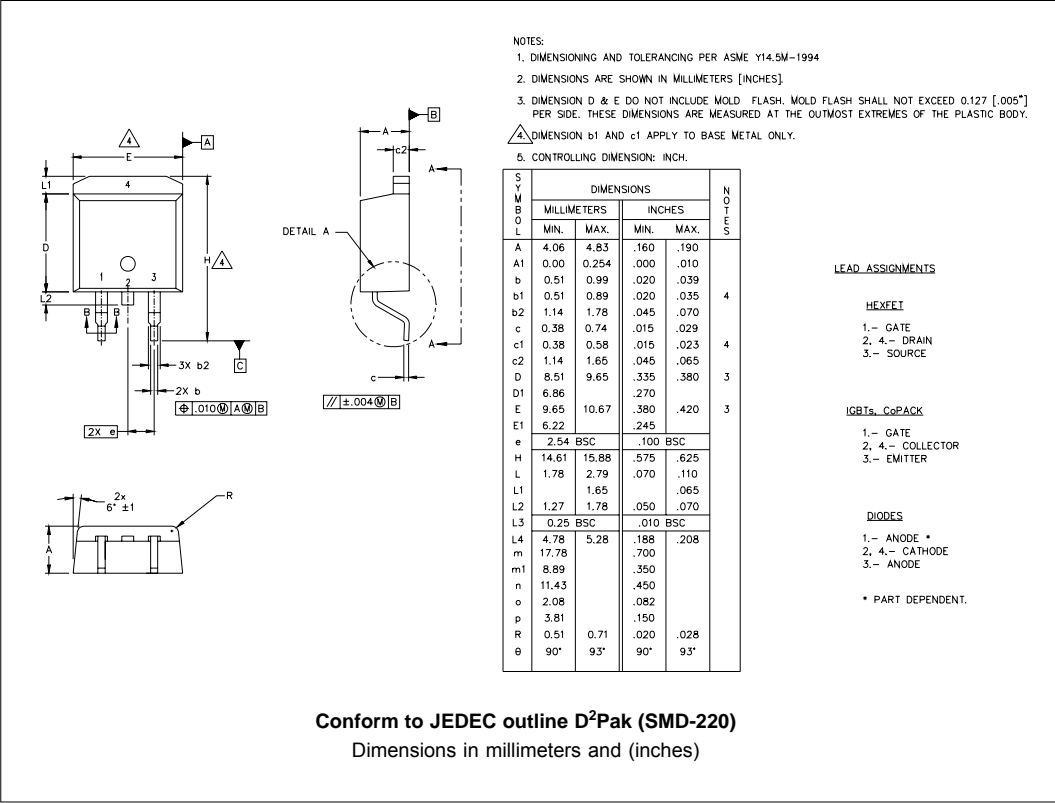 NOTES:
1. DIMENSIONING AND TOLERANCING PER ASME Y14.5M–1994
2. DIMENSIONS ARE SHOWN IN MILLIMETERS [INCHES].
3. DIMENSION D & E DO NOT INCLUDE MOLD FLASH. MOLD FLASH SHALL NOT EXCEED 0.127 [.005"]
PER SIDE. THESE DIMENSIONS ARE MEASURED AT THE OUTMOST EXTREMES OF THE PLASTIC BODY.
4. DIMENSION b1 AND c1 APPLY TO BASE METAL ONLY.
5. CONTROLLING DIMENSION: INCH.
4
E
A
L1
4
D
H 4
1 2 3
L2
B B
3X b2
C
2X b
⌖ .010 Ⓜ A Ⓜ B
2X e
A
B
c2
A
DETAIL A
A
c
// ±.004 Ⓜ B
2x
6° ±1
R
A
SYMBOL DIMENSIONS NOTES
MILLIMETERS INCHES
MIN. MAX. MIN. MAX.
A 4.06 4.83 .160 .190
A1 0.00 0.254 .000 .010
b 0.51 0.99 .020 .039
b1 0.51 0.89 .020 .035 4
b2 1.14 1.78 .045 .070
c 0.38 0.74 .015 .029
c1 0.38 0.58 .015 .023 4
c2 1.14 1.65 .045 .065
D 8.51 9.65 .335 .380 3
D1 6.86 .270
E 9.65 10.67 .380 .420 3
E1 6.22 .245
e 2.54 BSC .100 BSC
H 14.61 15.88 .575 .625
L 1.78 2.79 .070 .110
L1 1.65 .065
L2 1.27 1.78 .050 .070
L3 0.25 BSC .010 BSC
L4 4.78 5.28 .188 .208
m 17.78 .700
m1 8.89 .350
n 11.43 .450
o 2.08 .082
p 3.81 .150
R 0.51 0.71 .020 .028
θ 90° 93° 90° 93°
LEAD ASSIGNMENTS
HEXFET
1.– GATE
2, 4.– DRAIN
3.– SOURCE
IGBTs, CoPACK
1.– GATE
2, 4.– COLLECTOR
3.– EMITTER
DIODES
1.– ANODE *
2, 4.– CATHODE
3.– ANODE
* PART DEPENDENT.
Conform to JEDEC outline D²Pak (SMD-220)
Dimensions in millimeters and (inches)